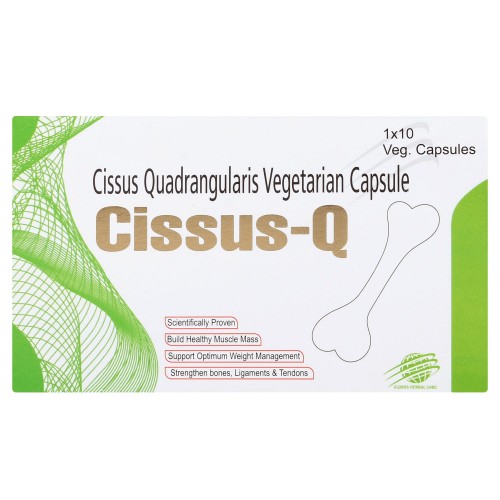 1x10
Veg. Capsules
Cissus Quadrangularis Vegetarian Capsule
Cissus-Q
Scientifically Proven
Build Healthy Muscle Mass
Support Optimum Weight Management
Strengthen bones, Ligaments & Tendons